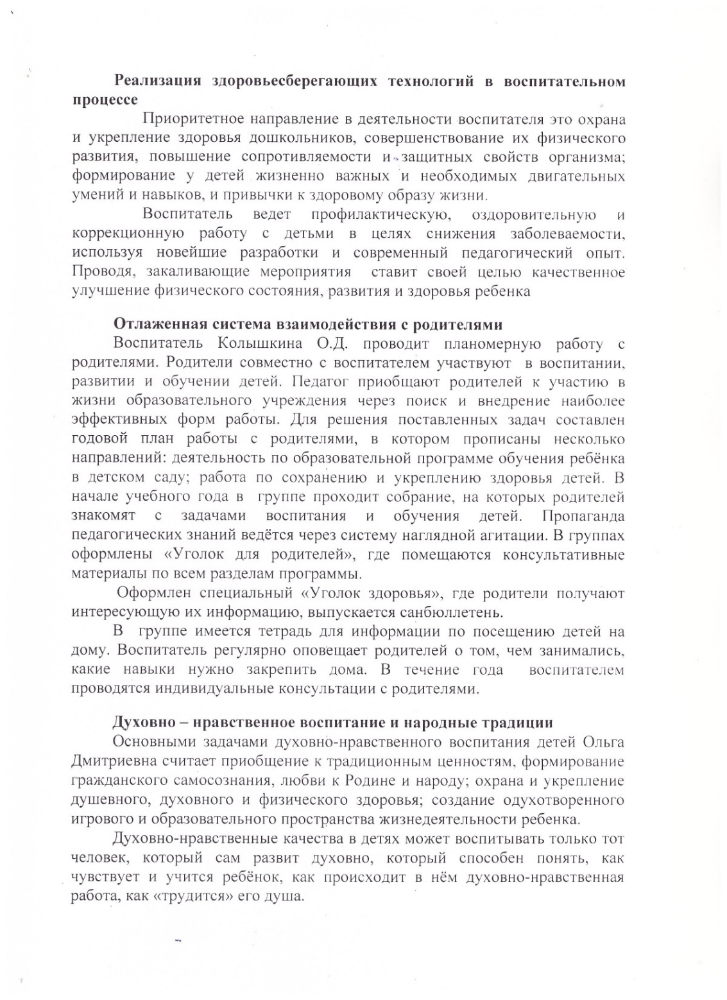 Реализация здоровьесберегающих технологий в воспитательном
процессе
Приоритетное направление в деятельности воспитателя это охрана
и укрепление здоровья дошкольников, совершенствование их физического
развития, повышение сопротивляемости и защитных свойств организма;
формирование у детей жизненно важных и необходимых двигательных
умений и навыков, и привычки к здоровому образу жизни.
Воспитатель ведет профилактическую, оздоровительную и
коррекционную работу с детьми в целях снижения заболеваемости,
используя новейшие разработки и современный педагогический опыт.
Проводя, закаливающие мероприятия ставит своей целью качественное
улучшение физического состояния, развития и здоровья ребенка
Отлаженная система взаимодействия с родителями
Воспитатель Колышкина О.Д. проводит планомерную работу с
родителями. Родители совместно с воспитателем участвуют в воспитании,
развитии и обучении детей. Педагог приобщают родителей к участию в
жизни образовательного учреждения через поиск и внедрение наиболее
эффективных форм работы. Для решения поставленных задач составлен
годовой план работы с родителями, в котором прописаны несколько
направлений: деятельность по образовательной программе обучения ребёнка
в детском саду; работа по сохранению и укреплению здоровья детей. В
начале учебного года в группе проходит собрание, на которых родителей
знакомят с задачами воспитания и обучения детей. Пропаганда
педагогических знаний ведётся через систему наглядной агитации. В группах
оформлены «Уголок для родителей», где помещаются консультативные
материалы по всем разделам программы.
Оформлен специальный «Уголок здоровья», где родители получают
интересующую их информацию, выпускается санбюллетень.
В группе имеется тетрадь для информации по посещению детей на
дому. Воспитатель регулярно оповещает родителей о том, чем занимались,
какие навыки нужно закрепить дома. В течение года воспитателем
проводятся индивидуальные консультации с родителями.
Духовно – нравственное воспитание и народные традиции
Основными задачами духовно-нравственного воспитания детей Ольга
Дмитриевна считает приобщение к традиционным ценностям, формирование
гражданского самосознания, любви к Родине и народу; охрана и укрепление
душевного, духовного и физического здоровья; создание одухотворенного
игрового и образовательного пространства жизнедеятельности ребенка.
Духовно-нравственные качества в детях может воспитывать только тот
человек, который сам развит духовно, который способен понять, как
чувствует и учится ребёнок, как происходит в нём духовно-нравственная
работа, как «трудится» его душа.